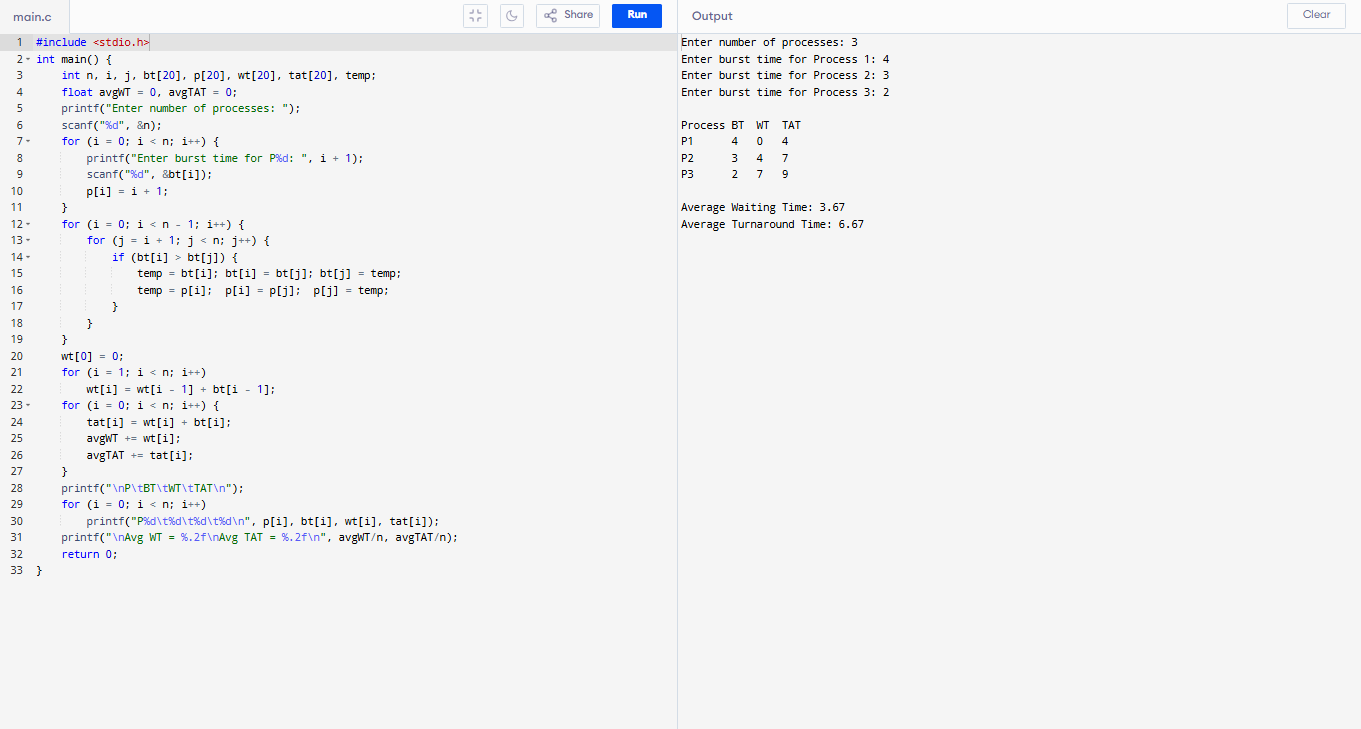 main.c
Share
Run
Output
Clear
1 #include <stdio.h>
2 int main() {
3     int n, i, j, bt[20], p[20], wt[20], tat[20], temp;
4     float avgWT = 0, avgTAT = 0;
5     printf("Enter number of processes: ");
6     scanf("%d", &n);
7     for (i = 0; i < n; i++) {
8         printf("Enter burst time for P%d: ", i + 1);
9         scanf("%d", &bt[i]);
10         p[i] = i + 1;
11     }
12     for (i = 0; i < n - 1; i++) {
13         for (j = i + 1; j < n; j++) {
14             if (bt[i] > bt[j]) {
15                 temp = bt[i]; bt[i] = bt[j]; bt[j] = temp;
16                 temp = p[i];  p[i] = p[j];  p[j] = temp;
17             }
18         }
19     }
20     wt[0] = 0;
21     for (i = 1; i < n; i++)
22         wt[i] = wt[i - 1] + bt[i - 1];
23     for (i = 0; i < n; i++) {
24         tat[i] = wt[i] + bt[i];
25         avgWT += wt[i];
26         avgTAT += tat[i];
27     }
28     printf("\nP\tBT\tWT\tTAT\n");
29     for (i = 0; i < n; i++)
30         printf("P%d\t%d\t%d\t%d\n", p[i], bt[i], wt[i], tat[i]);
31     printf("\nAvg WT = %.2f\nAvg TAT = %.2f\n", avgWT/n, avgTAT/n);
32     return 0;
33 }
Enter number of processes: 3
Enter burst time for Process 1: 4
Enter burst time for Process 2: 3
Enter burst time for Process 3: 2
Process BT  WT  TAT
P1      4   0   4
P2      3   4   7
P3      2   7   9
Average Waiting Time: 3.67
Average Turnaround Time: 6.67